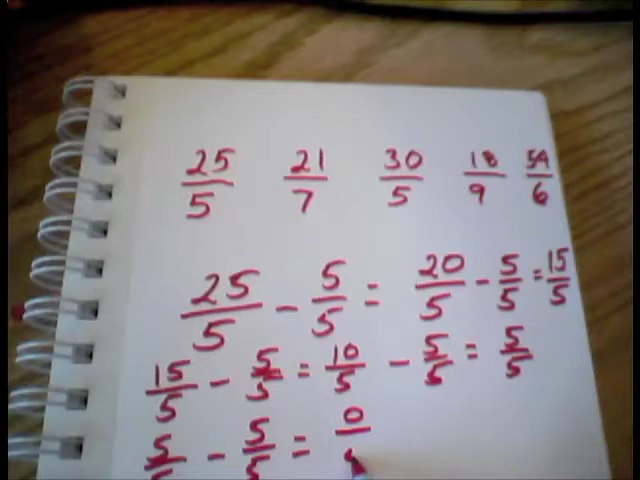 25/5 21/7 30/5 18/9 54/6
25/5 - 5/5 = 20/5 - 5/5 = 15/5
15/5 - 5/5 = 10/5 - 5/5 = 5/5
5/5 - 5/5 = 0/